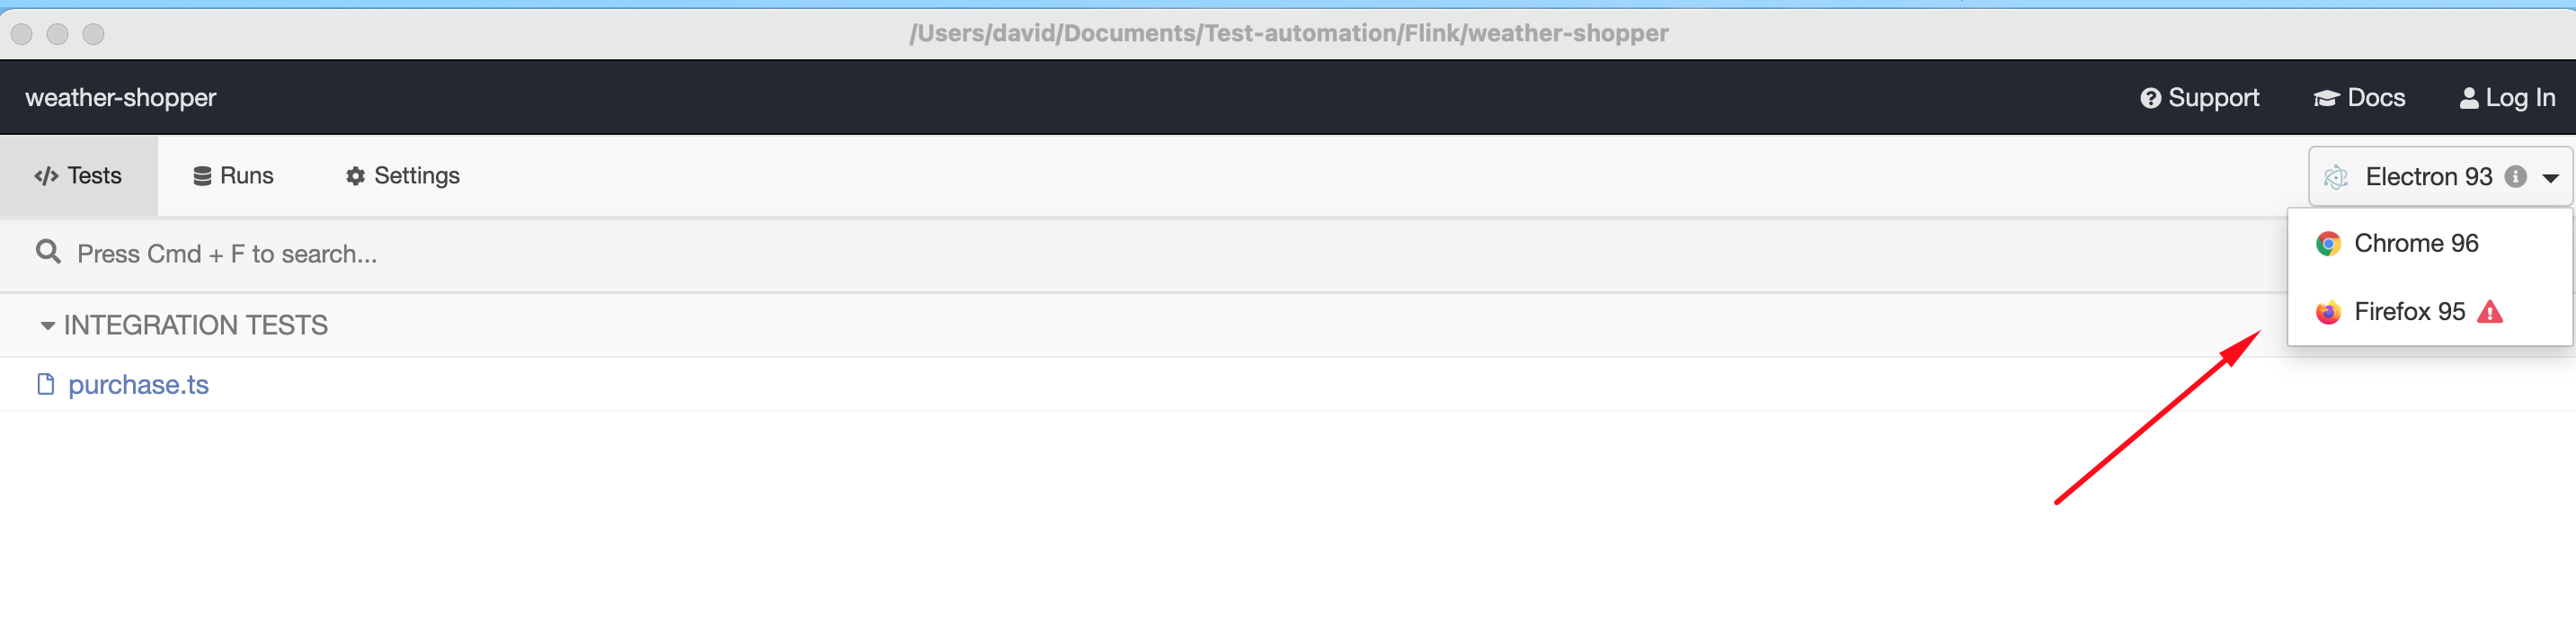 /Users/david/Documents/Test-automation/Flink/weather-shopper
weather-shopper
Support
Docs
Log In
Tests
Runs
Settings
Electron 93
Press Cmd + F to search...
Chrome 96
Firefox 95
INTEGRATION TESTS
purchase.ts